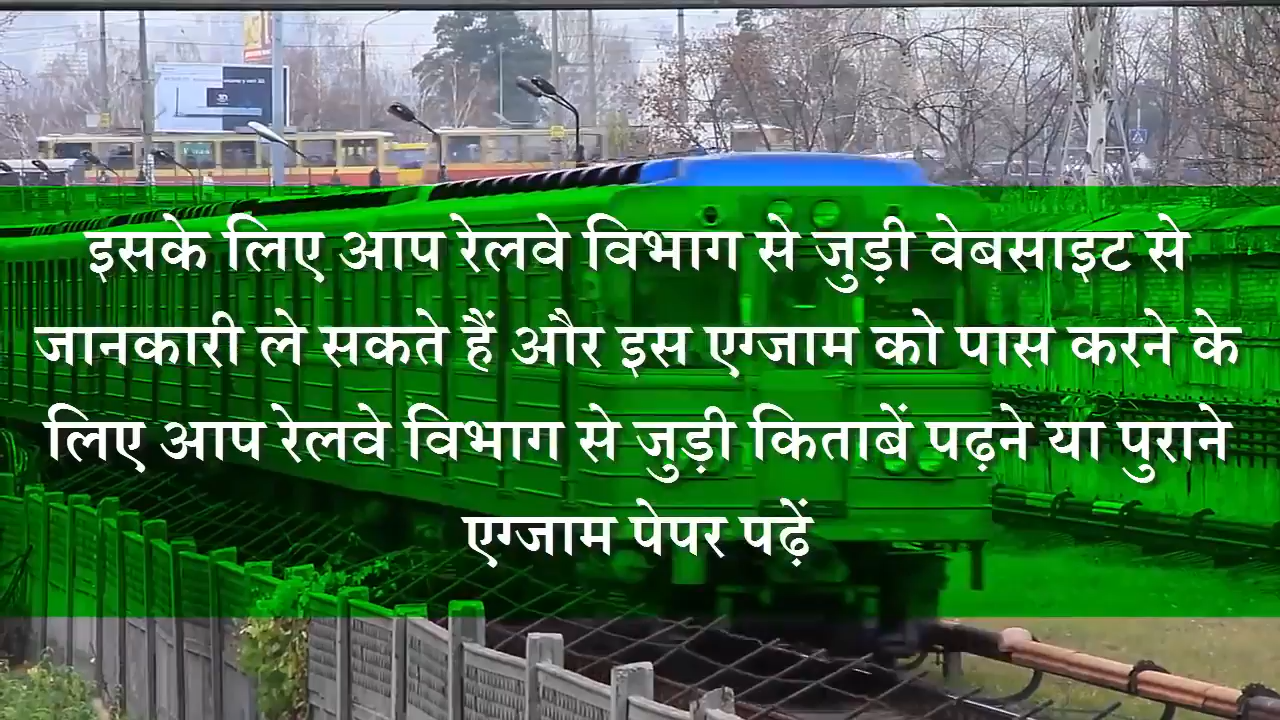 इसके लिए आप रेलवे विभाग से जुड़ी वेबसाइट से
जानकारी ले सकते हैं और इस एग्जाम को पास करने के
लिए आप रेलवे विभाग से जुड़ी किताबें पढ़ने या पुराने
एग्जाम पेपर पढ़ें